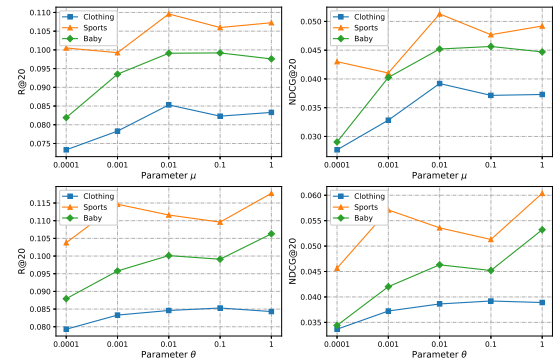 0.110
0.105
0.100
0.095
0.090
0.085
0.080
0.075
R@20
Clothing
Sports
Baby
0.0001 0.001 0.01 0.1 1
Parameter μ
0.050
0.045
0.040
0.035
0.030
NDCG@20
Clothing
Sports
Baby
0.0001 0.001 0.01 0.1 1
Parameter μ
0.115
0.110
0.105
0.100
0.095
0.090
0.085
0.080
R@20
Clothing
Sports
Baby
0.0001 0.001 0.01 0.1 1
Parameter θ
0.060
0.055
0.050
0.045
0.040
0.035
NDCG@20
Clothing
Sports
Baby
0.0001 0.001 0.01 0.1 1
Parameter θ